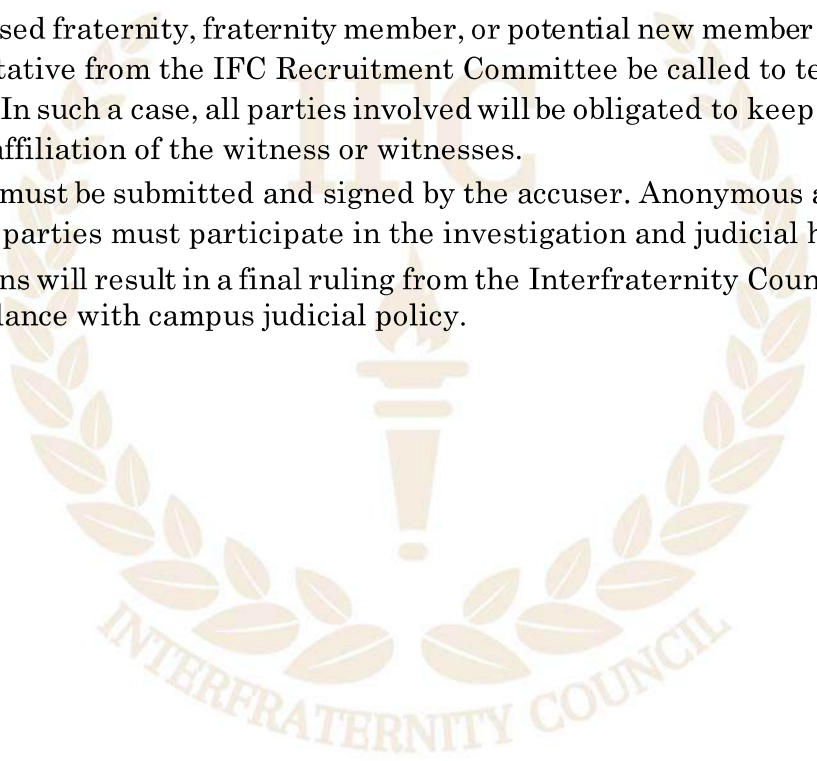 sed fraternity, fraternity member, or potential new member
tative from the IFC Recruitment Committee be called to te
In such a case, all parties involved will be obligated to keep
affiliation of the witness or witnesses.
must be submitted and signed by the accuser. Anonymous a
parties must participate in the investigation and judicial h
ns will result in a final ruling from the Interfraternity Coun
lance with campus judicial policy.
IFC
INTERFRATERNITY COUNCIL